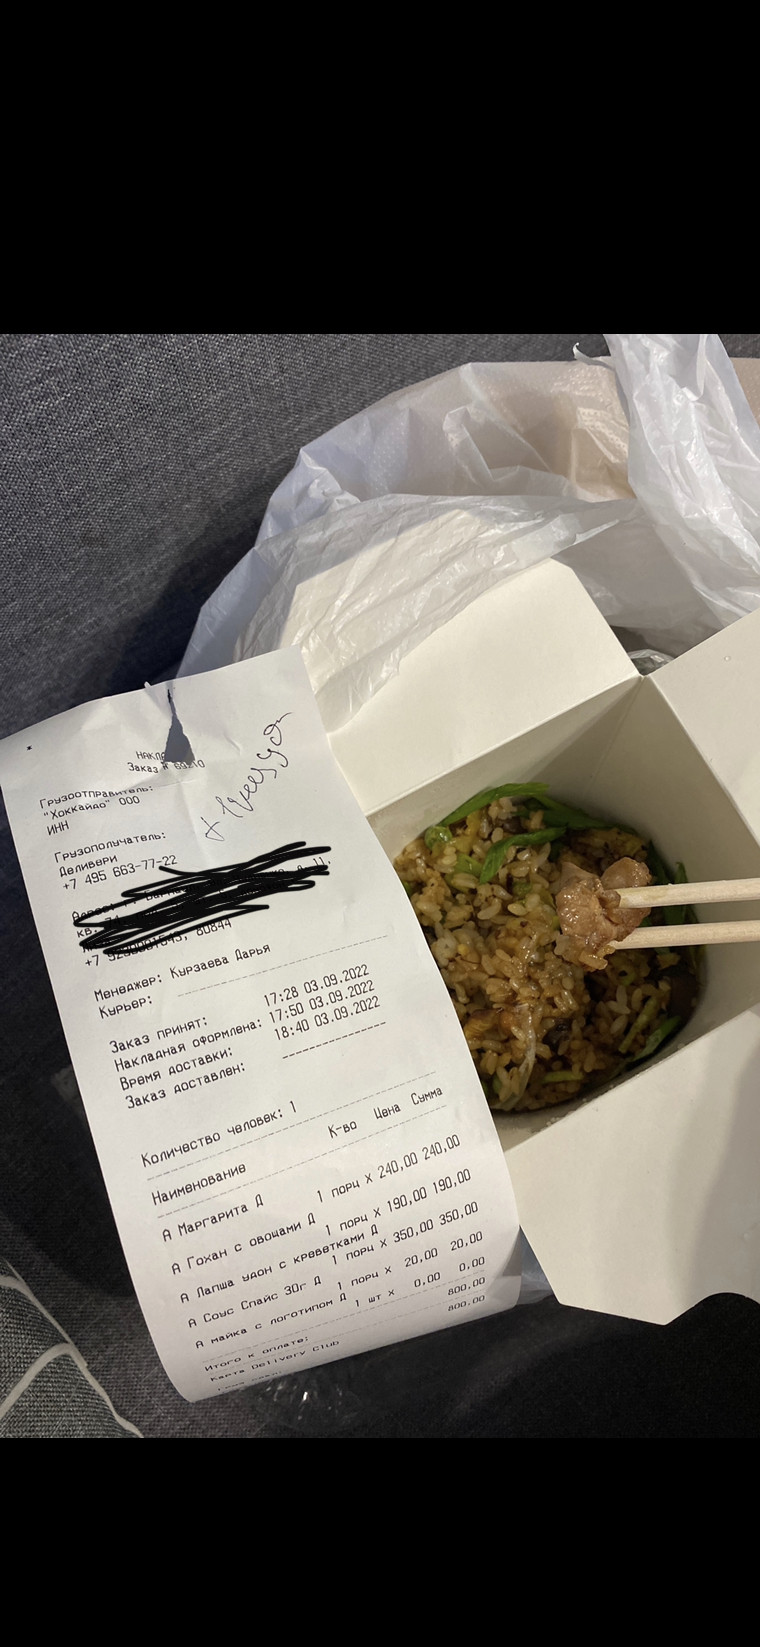 НАКЛА
Заказ # 69210
Грузоотправитель:
"Хоккайдо" ООО
ИНН
Грузополучатель:
Деливери
+7 495 663-77-22
кв.
80844
Менеджер: Курзаева Дарья
Курьер:
Заказ принят: 17:28 03.09.2022
Накладная оформлена: 17:50 03.09.2022
Время доставки: 18:40 03.09.2022
Заказ доставлен:
Количество человек: 1
Наименование К-во Цена Сумма
А Маргарита Д 1 порц X 240,00 240,00
А Гохан с овощами Д 1 порц X 190,00 190,00
А Лапша удон с креветками Д 1 порц X 350,00 350,00
А Соус Спайс 30г Д 1 порц X 20,00 20,00
А майка с логотипом Д 1 шт X 0,00 0,00
Итого к оплате: 800,00
Карта Delivery Club 800,00